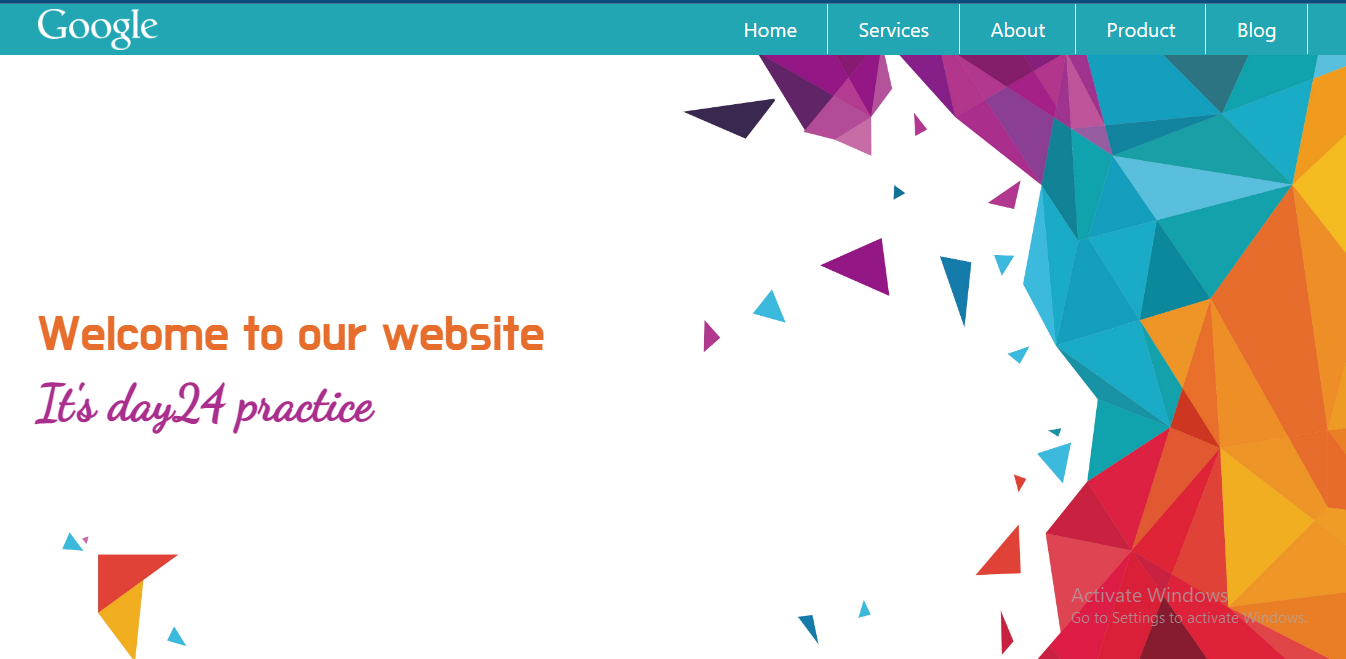 Google
Home Services About Product Blog
Welcome to our website
It's day24 practice
Activate Windows
Go to Settings to activate Windows.